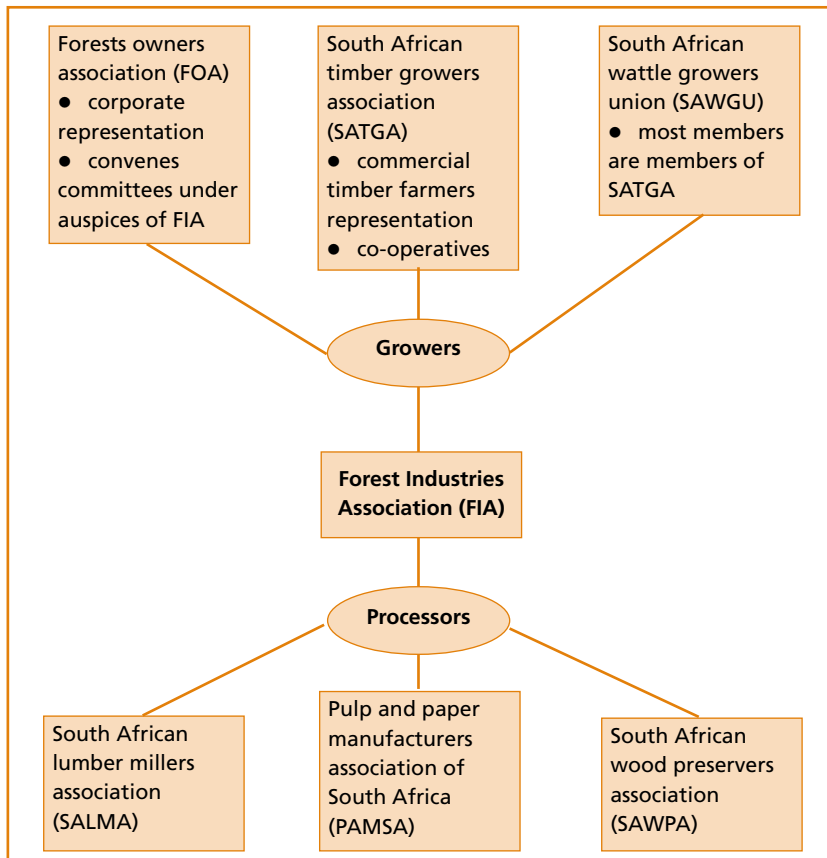 Forests owners
association (FOA)
● corporate
representation
● convenes
committees under
auspices of FIA
South African
timber growers
association
(SATGA)
● commercial
timber farmers
representation
● co-operatives
South African
wattle growers
union (SAWGU)
● most members
are members of
SATGA
Growers
Forest Industries
Association (FIA)
Processors
South African
lumber millers
association
(SALMA)
Pulp and paper
manufacturers
association of
South Africa
(PAMSA)
South African
wood preservers
association
(SAWPA)